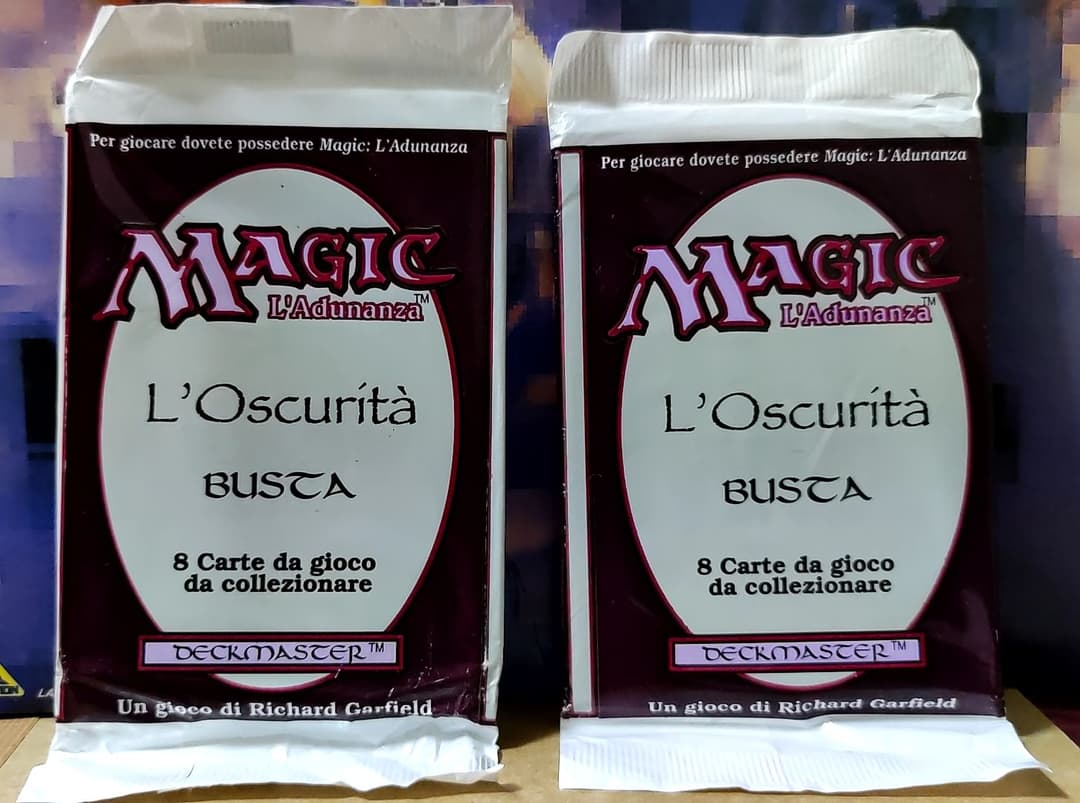 Per giocare dovete possedere Magic: L'Adunanza
MAGIC
L'Adunanza™
L'Oscurità
BUSTA
8 Carte da gioco
da collezionare
DECKMASTER™
Un gioco di Richard Garfield
Per giocare dovete possedere Magic: L'Adunanza
MAGIC
L'Adunanza™
L'Oscurità
BUSTA
8 Carte da gioco
da collezionare
DECKMASTER™
Un gioco di Richard Garfield